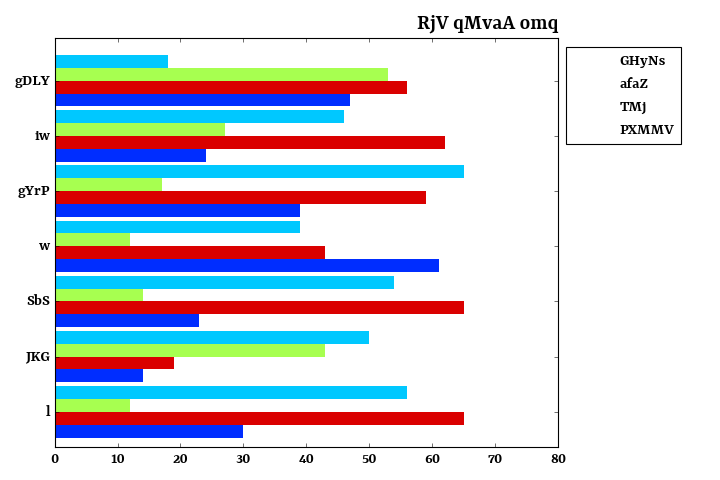 RjV qMvaA omq
GHyNs
afaZ
TMj
PXMMV
gDLY
iw
gYrP
w
SbS
JKG
l
0 10 20 30 40 50 60 70 80